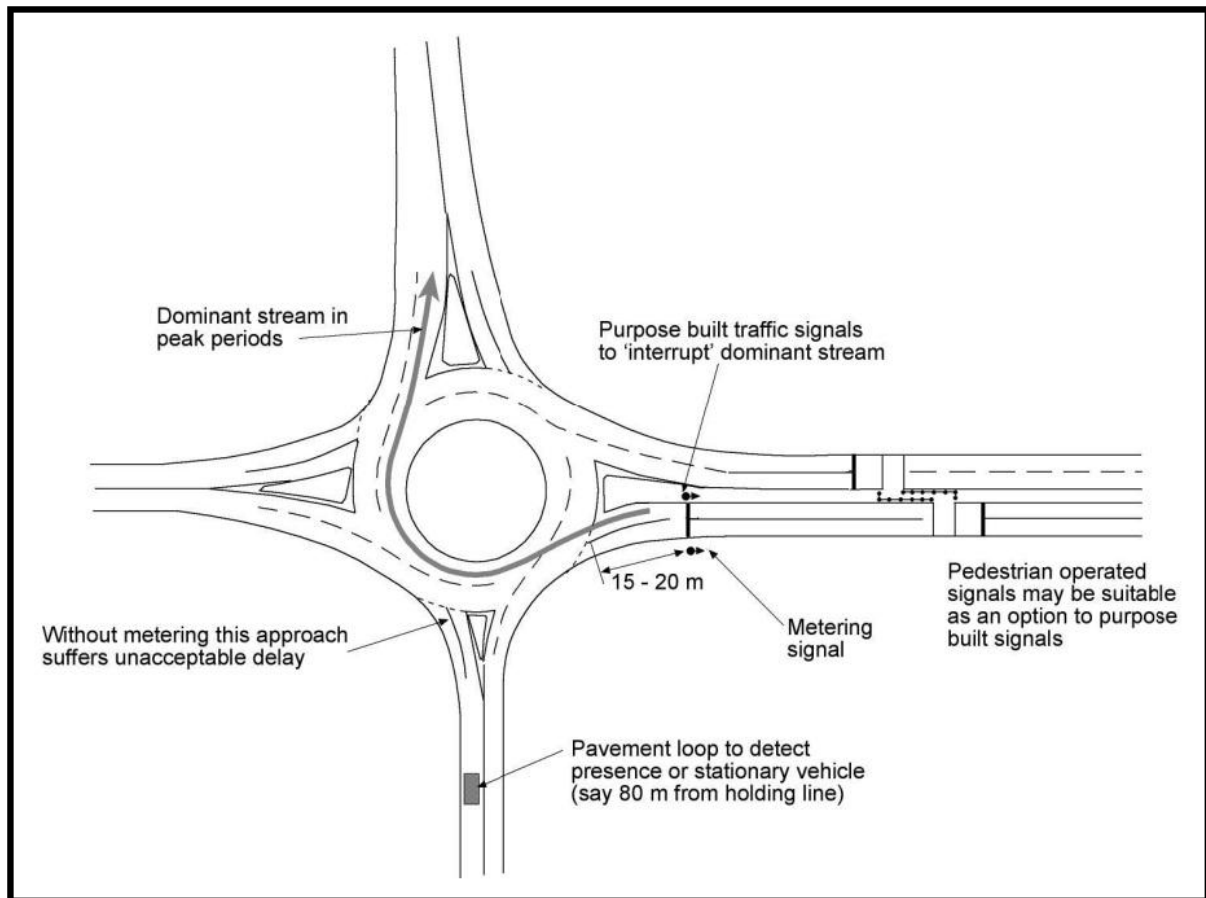 Dominant stream in
peak periods
Purpose built traffic signals
to ‘interrupt’ dominant stream
15 - 20 m
Pedestrian operated
signals may be suitable
as an option to purpose
built signals
Metering
signal
Without metering this approach
suffers unacceptable delay
Pavement loop to detect
presence or stationary vehicle
(say 80 m from holding line)